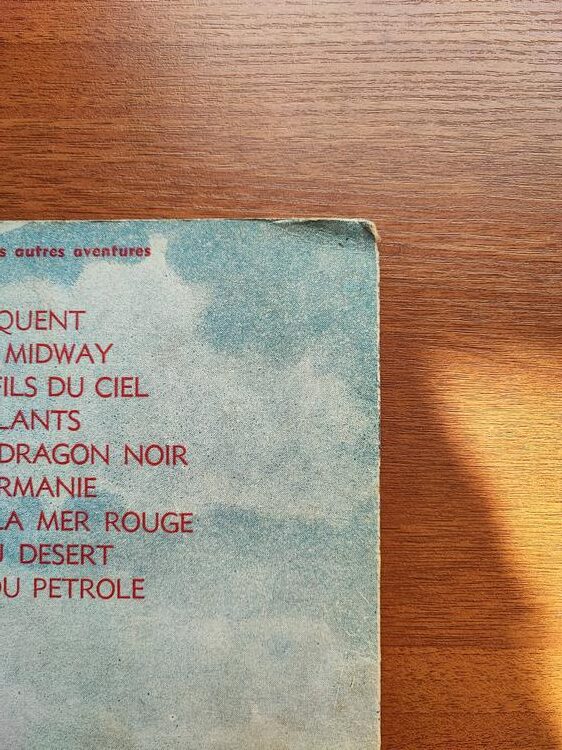 s autres aventures
QUENT
MIDWAY
FILS DU CIEL
LANTS
DRAGON NOIR
RMANIE
LA MER ROUGE
U DESERT
DU PETROLE